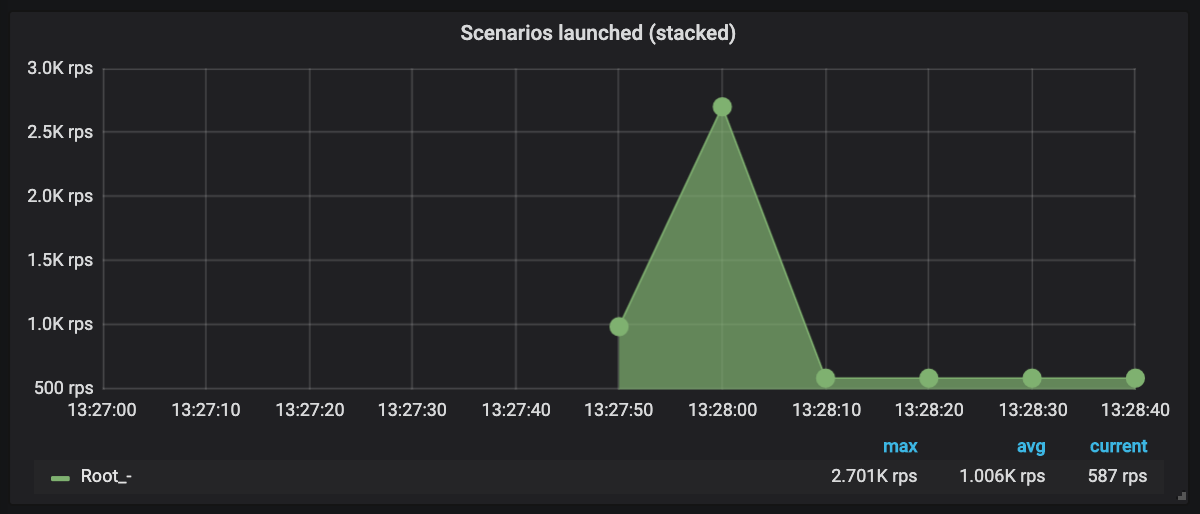 Scenarios launched (stacked)
3.0K rps
2.5K rps
2.0K rps
1.5K rps
1.0K rps
500 rps
13:27:00 13:27:10 13:27:20 13:27:30 13:27:40 13:27:50 13:28:00 13:28:10 13:28:20 13:28:30 13:28:40
max avg current
Root_- 2.701K rps 1.006K rps 587 rps